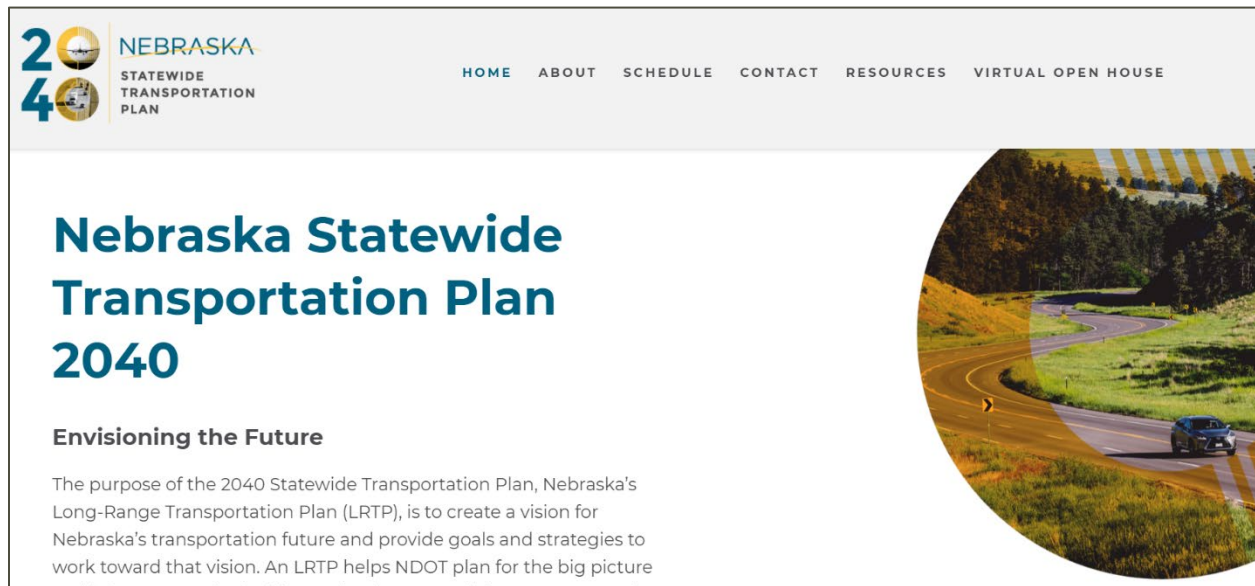 2040
NEBRASKA
STATEWIDE
TRANSPORTATION
PLAN
HOME ABOUT SCHEDULE CONTACT RESOURCES VIRTUAL OPEN HOUSE
Nebraska Statewide
Transportation Plan
2040
Envisioning the Future
The purpose of the 2040 Statewide Transportation Plan, Nebraska’s
Long-Range Transportation Plan (LRTP), is to create a vision for
Nebraska’s transportation future and provide goals and strategies to
work toward that vision. An LRTP helps NDOT plan for the big picture